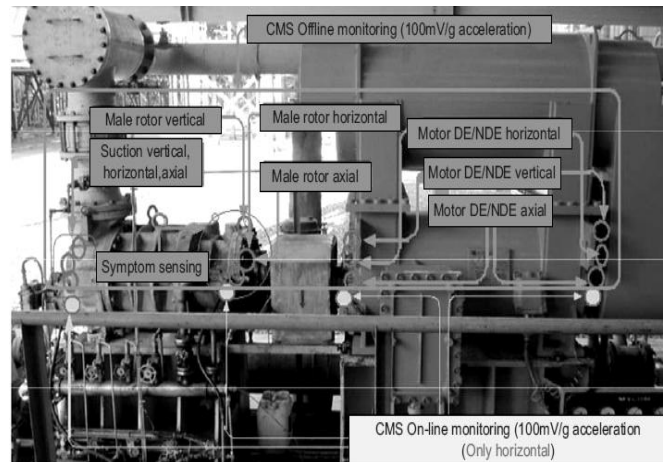 CMS Offline monitoring (100mV/g acceleration)
Male rotor vertical
Male rotor horizontal
Motor DE/NDE horizontal
Suction vertical,
horizontal,axial
Male rotor axial
Motor DE/NDE vertical
Motor DE/NDE axial
Symptom sensing
CMS On-line monitoring (100mV/g acceleration
(Only horizontal)